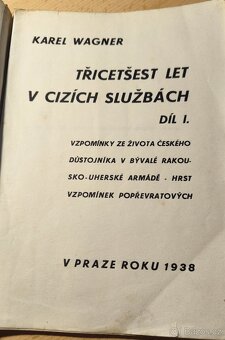 KAREL WAGNER
TŘICETŠEST LET
V CIZÍCH SLUŽBÁCH
DÍL I.
VZPOMÍNKY ZE ŽIVOTA ČESKÉHO
DŮSTOJNÍKA V BÝVALÉ RAKOU-
SKO-UHERSKÉ ARMÁDĚ - HRST
VZPOMÍNEK POPŘEVRATOVÝCH
V PRAZE ROKU 1938